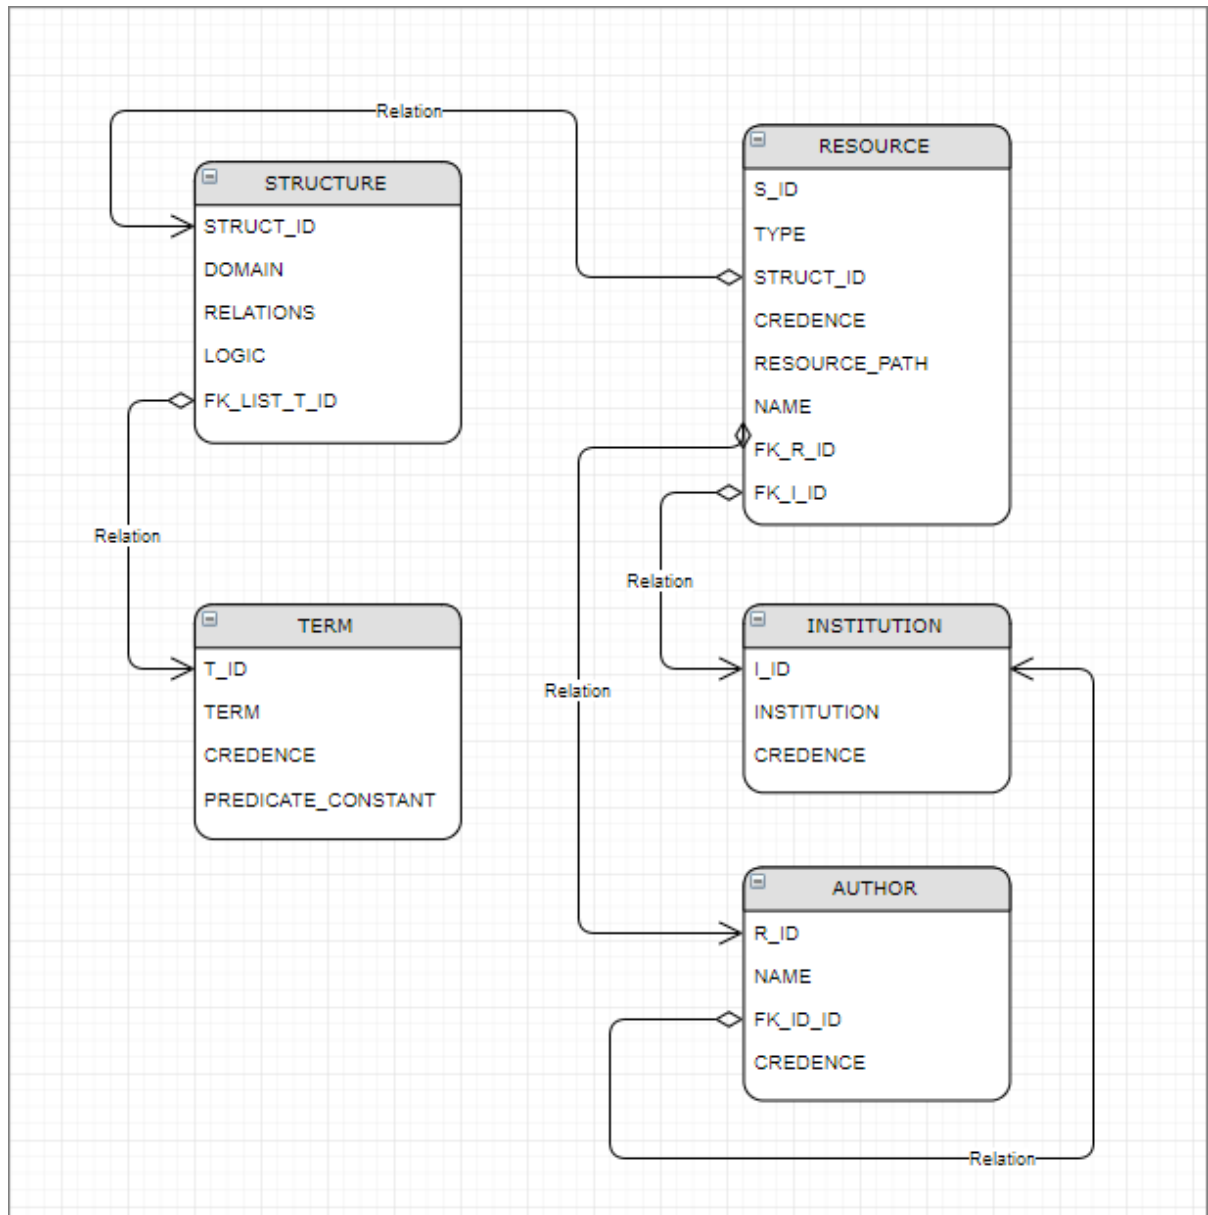 Relation
STRUCTURE
STRUCT_ID
DOMAIN
RELATIONS
LOGIC
FK_LIST_T_ID
Relation
TERM
T_ID
TERM
CREDENCE
PREDICATE_CONSTANT
RESOURCE
S_ID
TYPE
STRUCT_ID
CREDENCE
RESOURCE_PATH
NAME
FK_R_ID
FK_I_ID
Relation
Relation
INSTITUTION
I_ID
INSTITUTION
CREDENCE
AUTHOR
R_ID
NAME
FK_ID_ID
CREDENCE
Relation